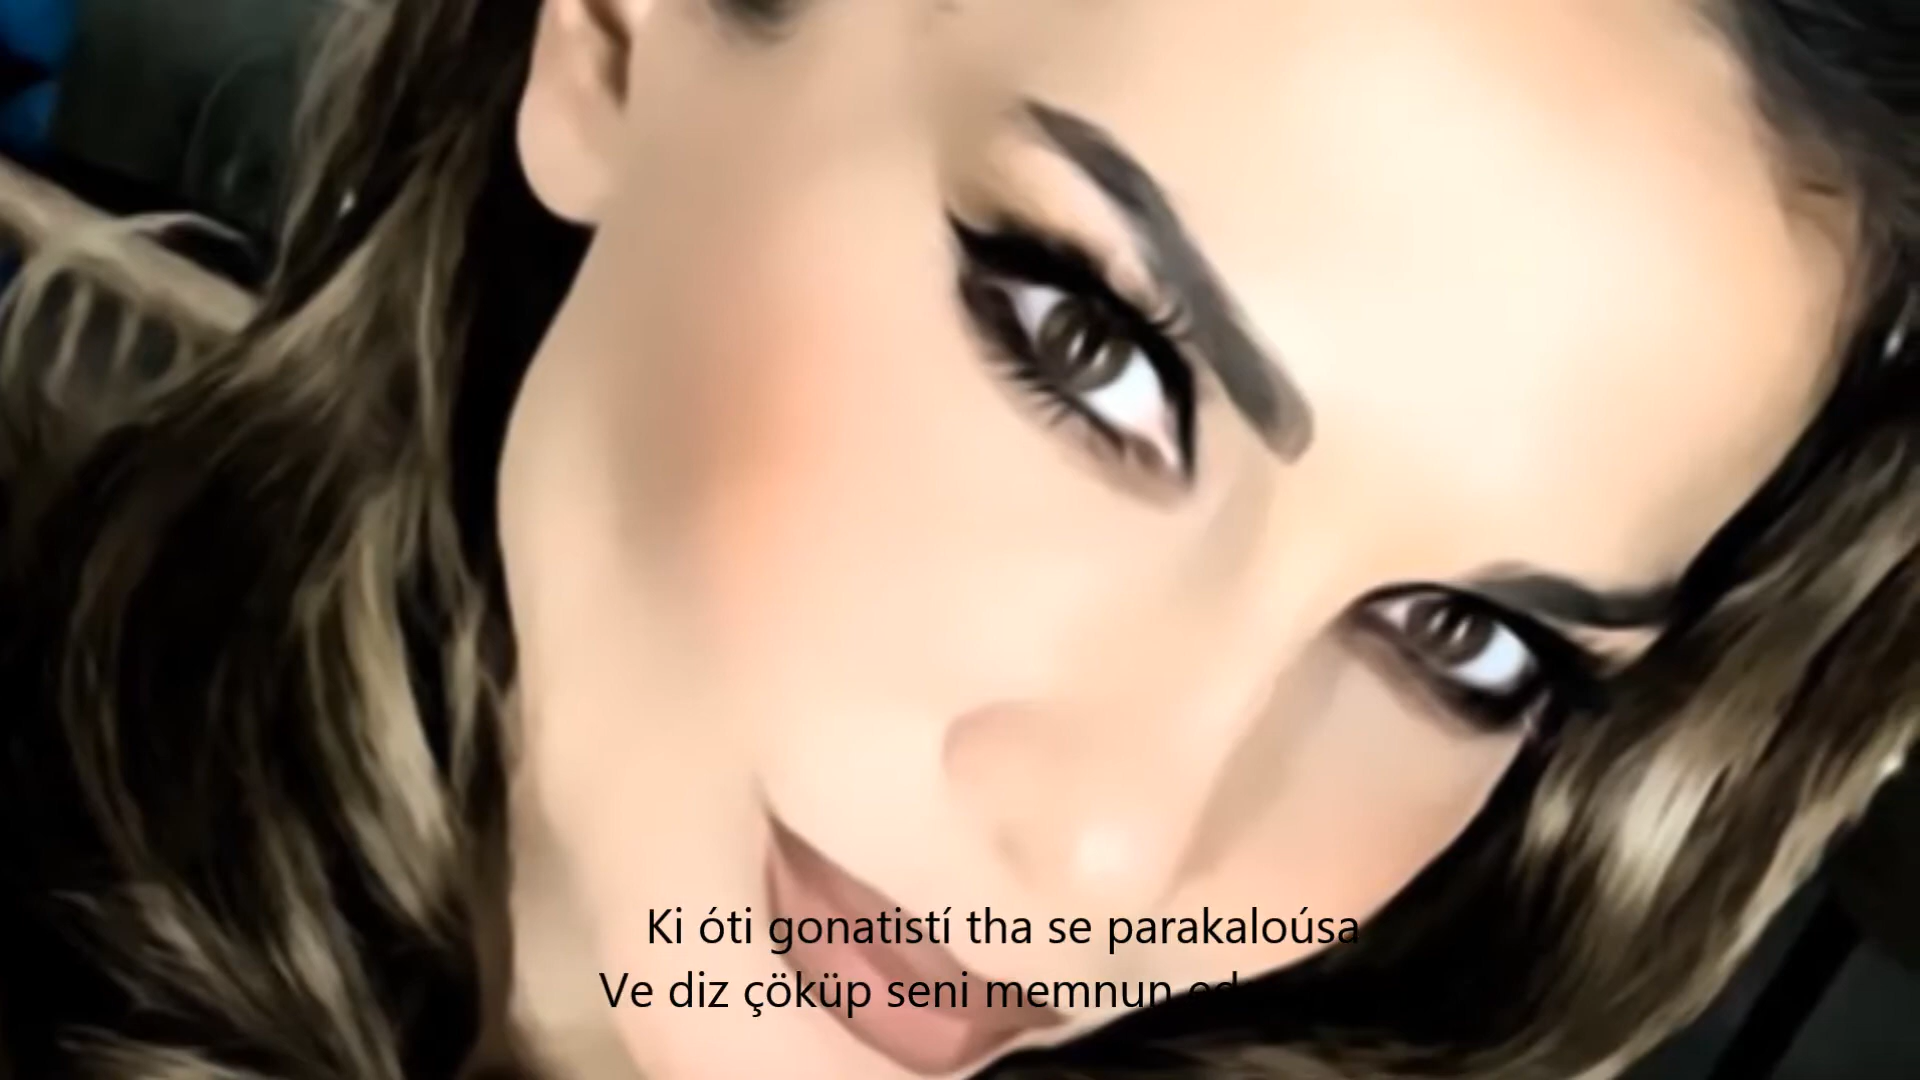 Ki óti gonatistí tha se parakaloúsa
Ve diz çöküp seni memnun